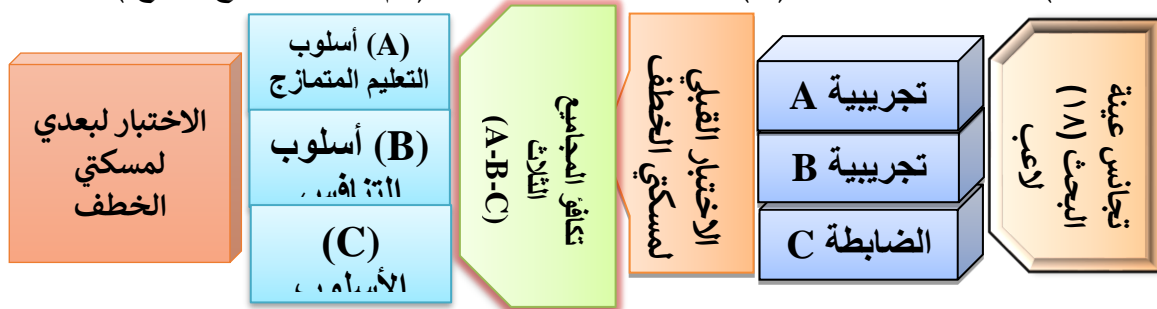 تجانس عينة
البحث (١٨)
لاعب
تجريبية A
تجريبية B
الضابطة C
الاختبار القبلي
لمسكتي الخطف
تكافؤ المجاميع
الثلاث
(A-B-C)
(A) أسلوب
التعليم المتمازج
(B) أسلوب
(C)
الاختبار لبعدي
لمسكتي
الخطف